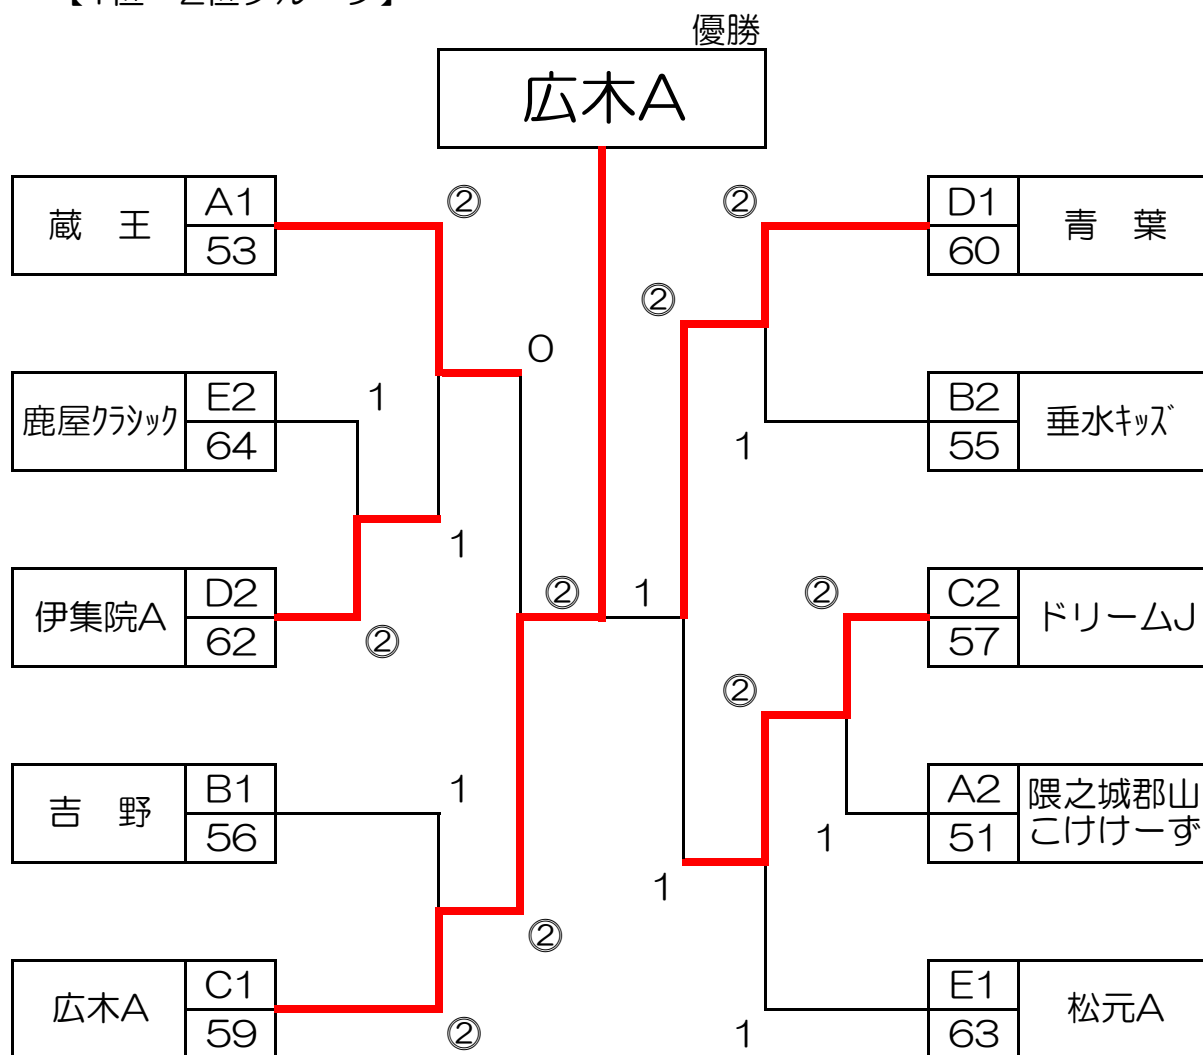 優勝
広木A
蔵　王
A1
53
②
②
D1
60
青　葉
②
0
鹿屋クラシック
E2
64
1
B2
55
垂水キッズ
1
1
伊集院A
D2
62
②
②
1
②
C2
57
ドリームJ
②
吉　野
B1
56
1
A2
51
隈之城郡山
こけけーず
1
1
②
広木A
C1
59
②
1
E1
63
松元A